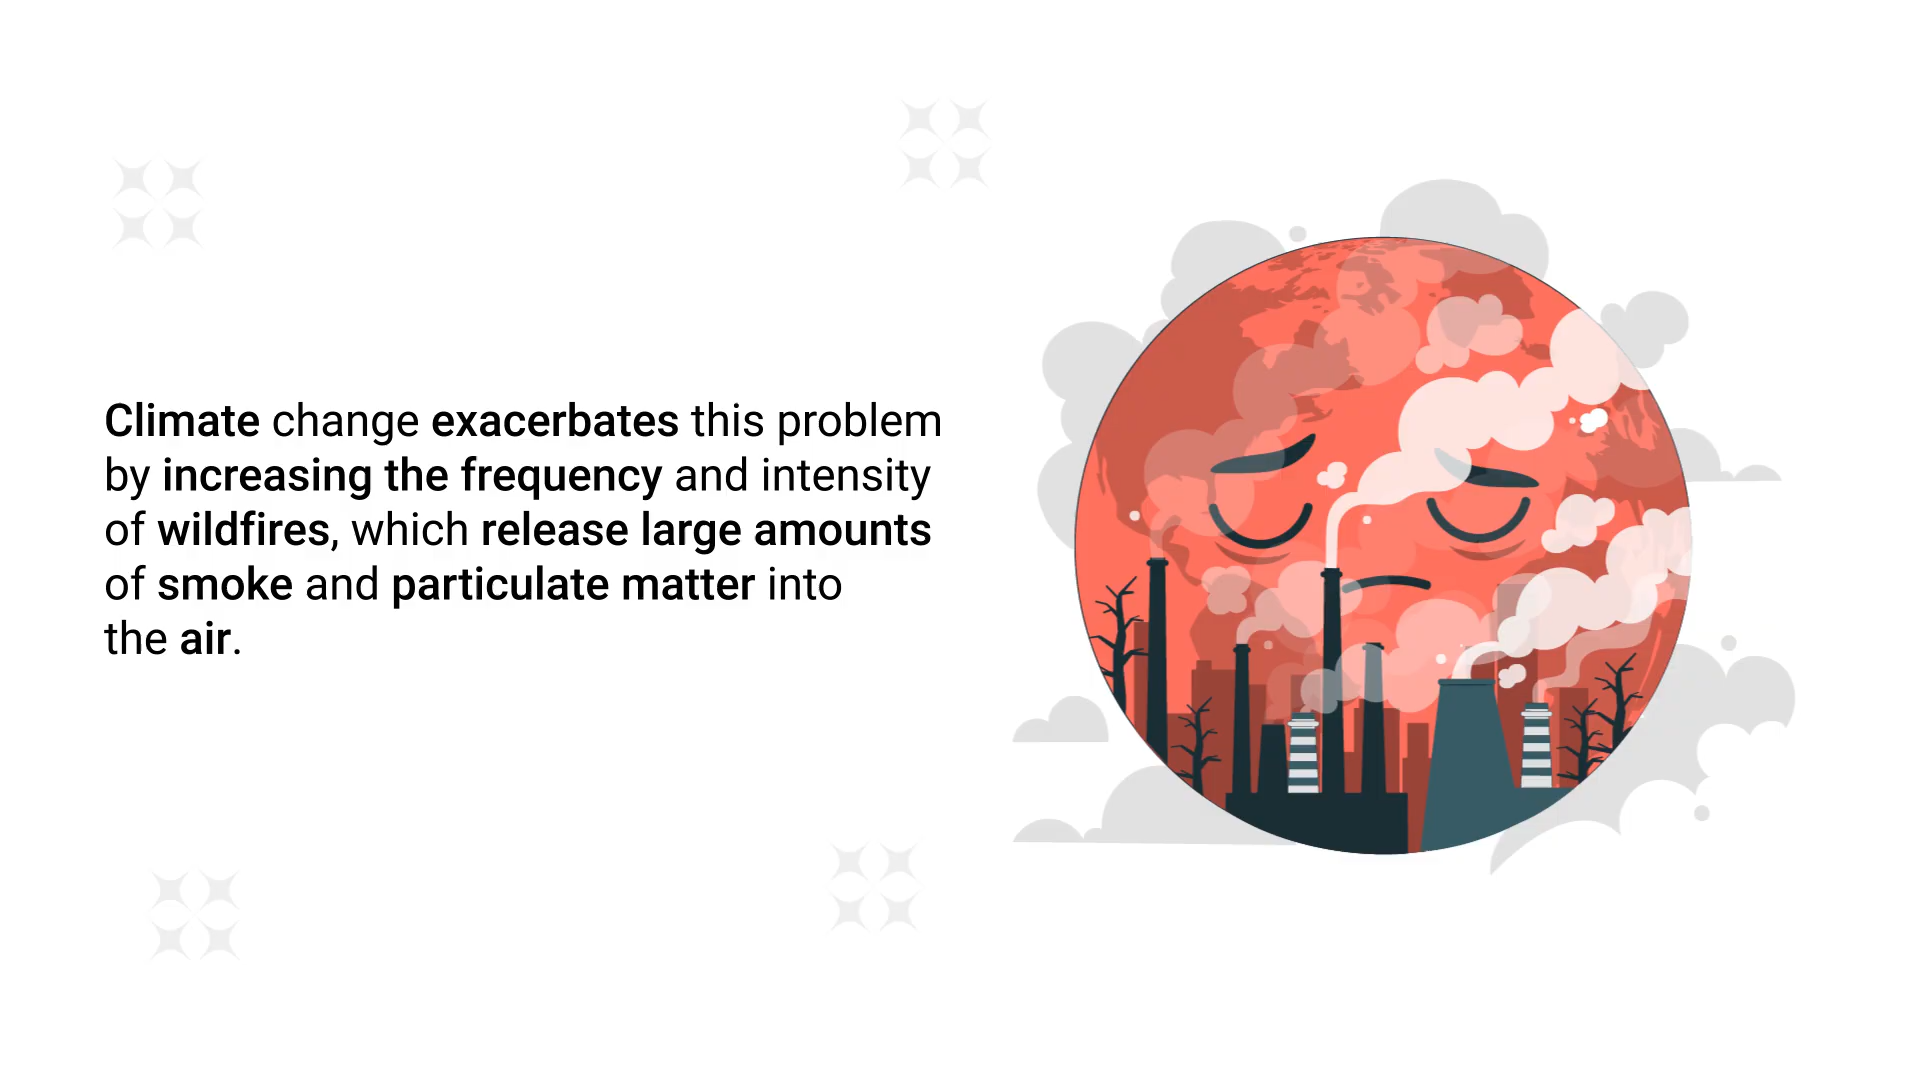 Climate change exacerbates this problem
by increasing the frequency and intensity
of wildfires, which release large amounts
of smoke and particulate matter into
the air.